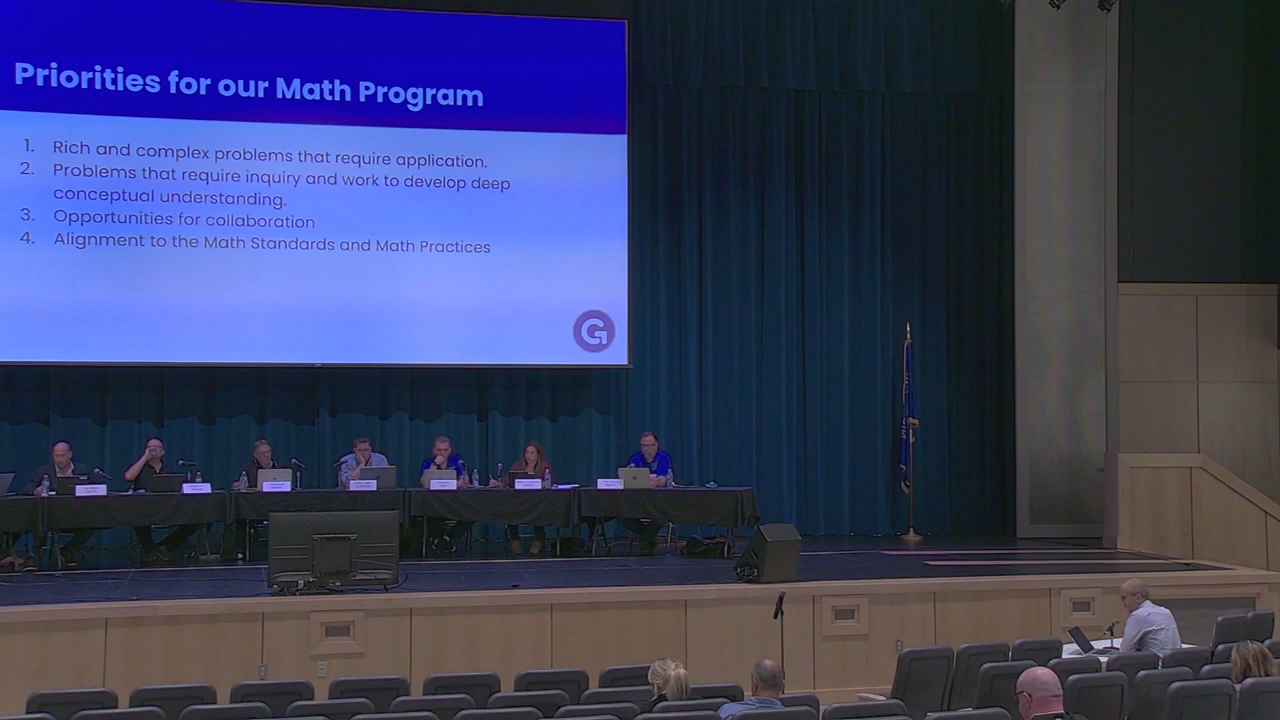 Priorities for our Math Program
1. Rich and complex problems that require application.
2. Problems that require inquiry and work to develop deep
conceptual understanding.
3. Opportunities for collaboration
4. Alignment to the Math Standards and Math Practices
G